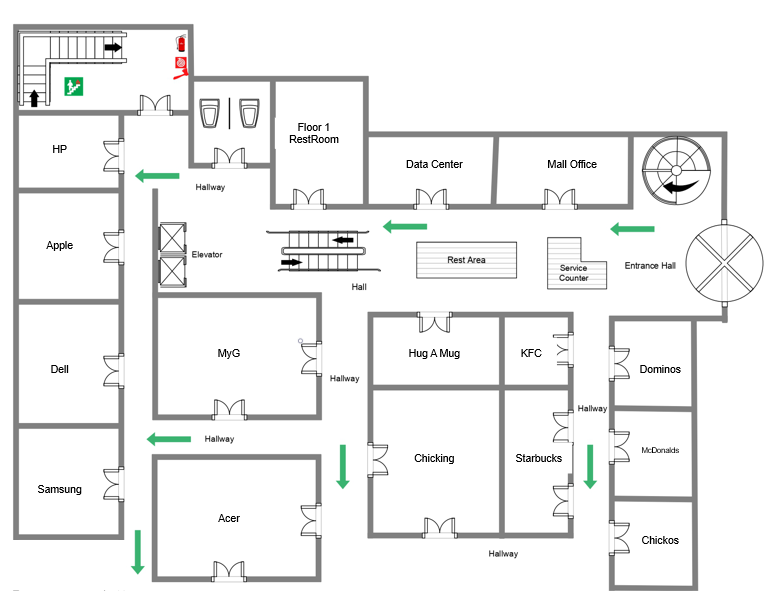 Floor 1
RestRoom
HP
Data Center
Mall Office
Hallway
Apple
Elevator
Rest Area
Service
Counter
Entrance Hall
Hall
MyG
Hug A Mug
KFC
Dell
Hallway
Dominos
Hallway
Hallway
McDonalds
Chicking
Starbucks
Samsung
Acer
Chickos
Hallway